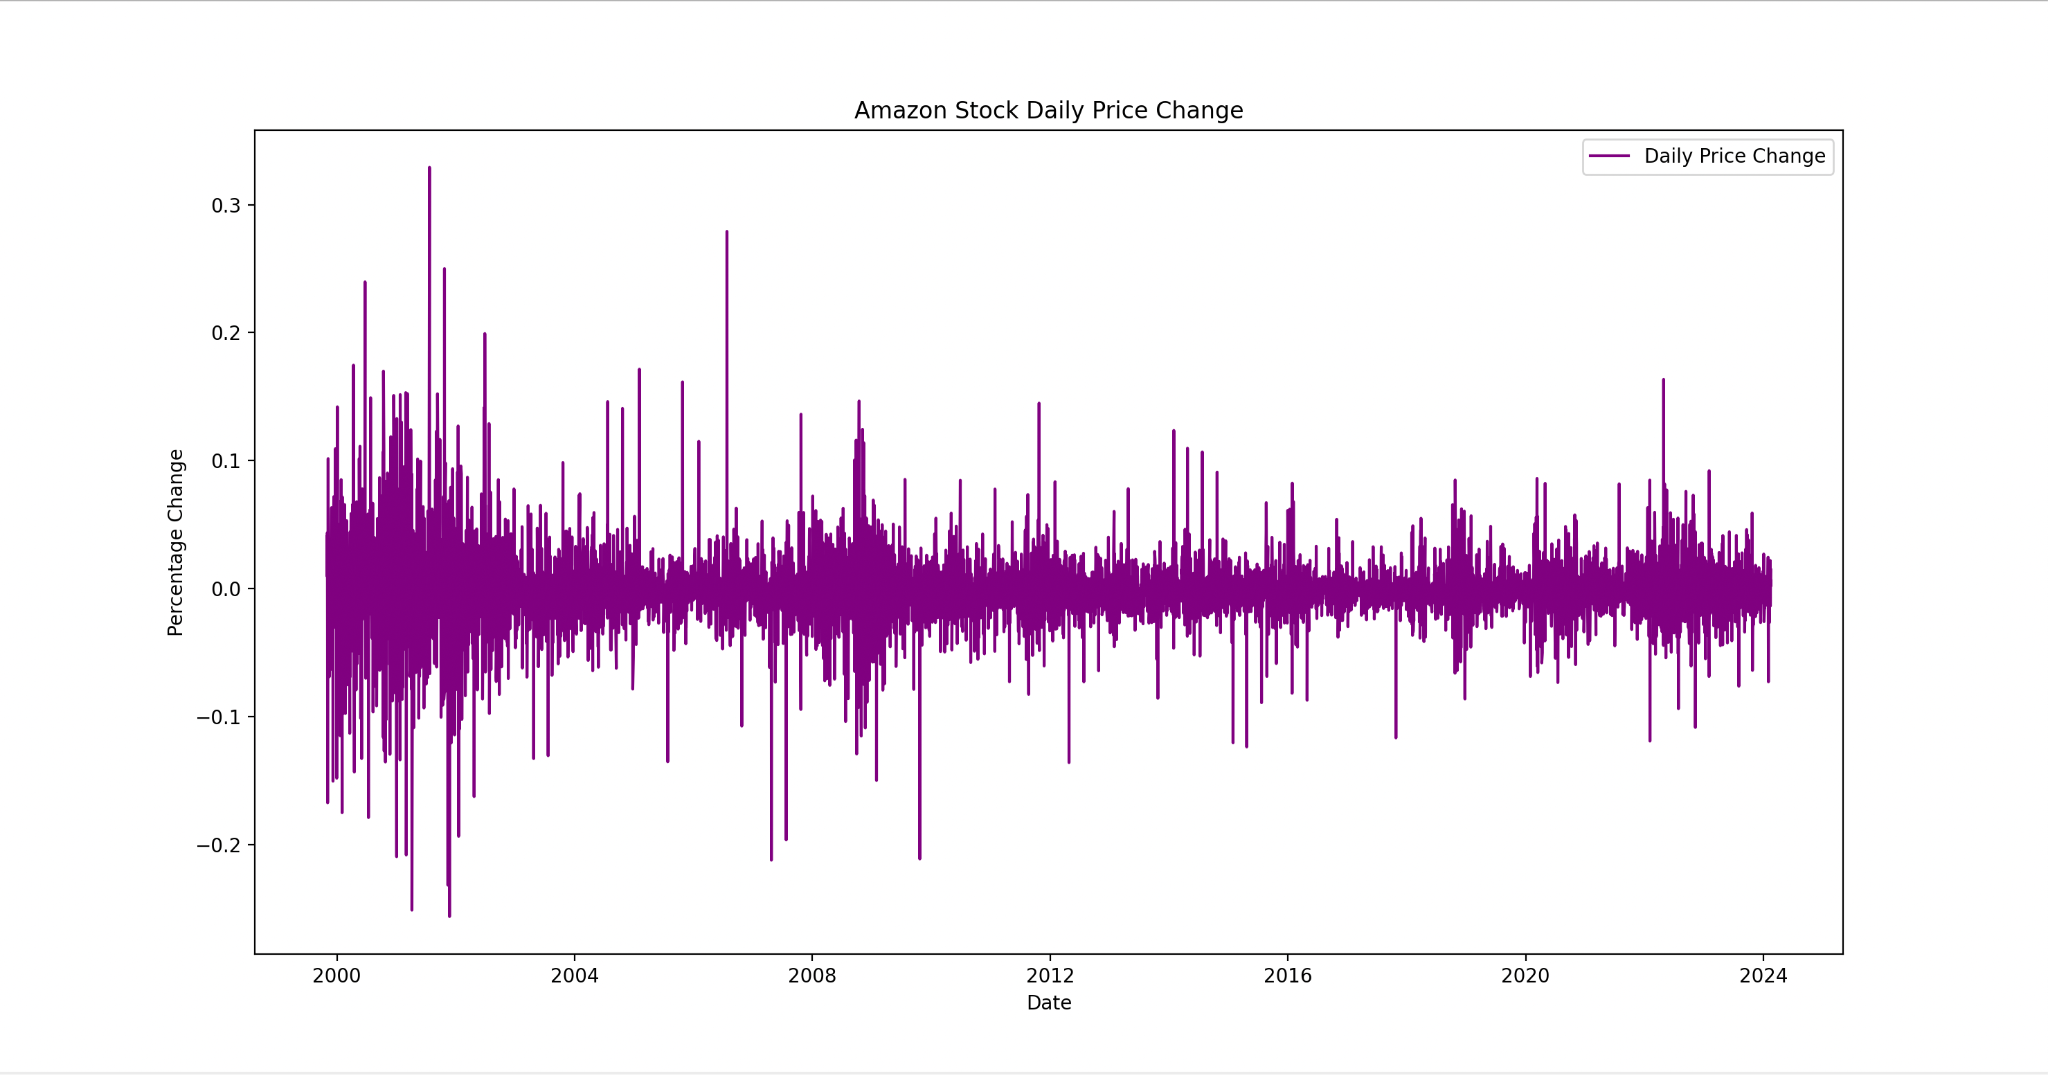 Amazon Stock Daily Price Change
Daily Price Change
Percentage Change
0.3
0.2
0.1
0.0
−0.1
−0.2
2000 2004 2008 2012 2016 2020 2024
Date